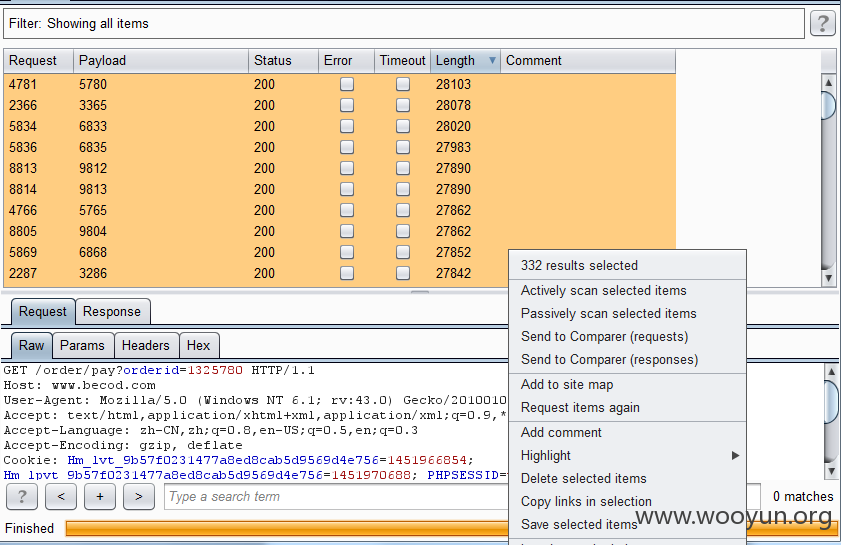 Filter: Showing all items
?
Request Payload Status Error Timeout Length Comment
4781 5780 200 28103
2366 3365 200 28078
5834 6833 200 28020
5836 6835 200 27983
8813 9812 200 27890
8814 9813 200 27890
4766 5765 200 27862
8805 9804 200 27862
5869 6868 200 27852
2287 3286 200 27842
332 results selected
Actively scan selected items
Passively scan selected items
Send to Comparer (requests)
Send to Comparer (responses)
Add to site map
Request items again
Add comment
Highlight
Delete selected items
Copy links in selection
Save selected items
Request Response
Raw Params Headers Hex
GET /order/pay?orderid=1325780 HTTP/1.1
Host: www.becod.com
User-Agent: Mozilla/5.0 (Windows NT 6.1; rv:43.0) Gecko/2010010
Accept: text/html,application/xhtml+xml,application/xml;q=0.9,*
Accept-Language: zh-CN,zh;q=0.8,en-US;q=0.5,en;q=0.3
Accept-Encoding: gzip, deflate
Cookie: Hm_lvt_9b57f0231477a8ed8cab5d9569d4e756=1451966854;
Hm_lpvt_9b57f0231477a8ed8cab5d9569d4e756=1451970688; PHPSESSID=
? < + > Type a search term 0 matches
Finished
www.wooyun.org